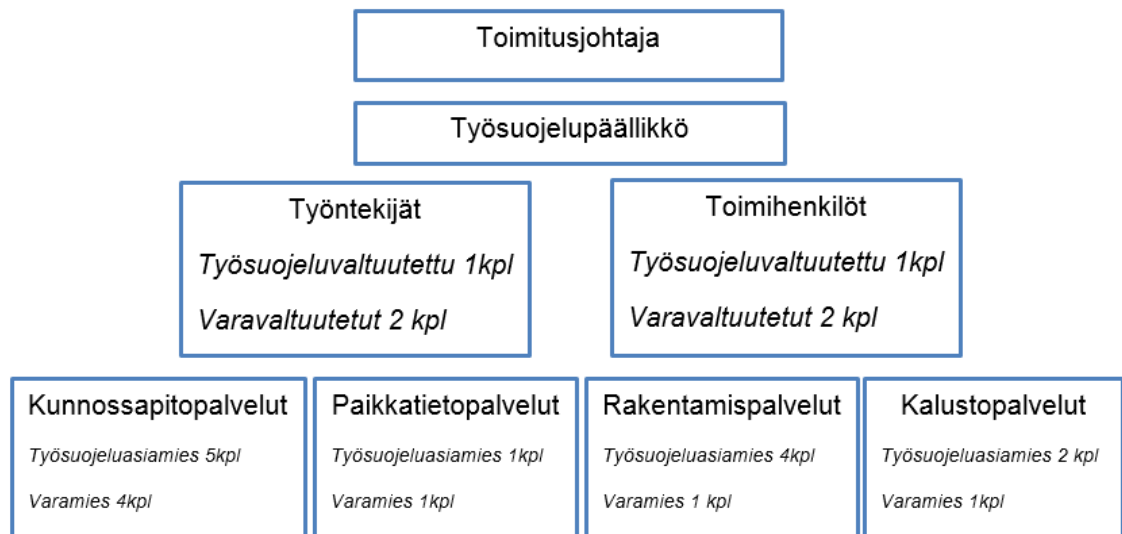 Toimitusjohtaja
Työsuojelupäällikkö
Työntekijät
Työsuojeluvaltuutettu 1kpl
Varavaltuutetut 2 kpl
Toimihenkilöt
Työsuojeluvaltuutettu 1kpl
Varavaltuutetut 2 kpl
Kunnossapitopalvelut
Työsuojeluasiamies 5kpl
Varamies 4kpl
Paikkatietopalvelut
Työsuojeluasiamies 1kpl
Varamies 1kpl
Rakentamispalvelut
Työsuojeluasiamies 4kpl
Varamies 1 kpl
Kalustopalvelut
Työsuojeluasiamies 2 kpl
Varamies 1kpl